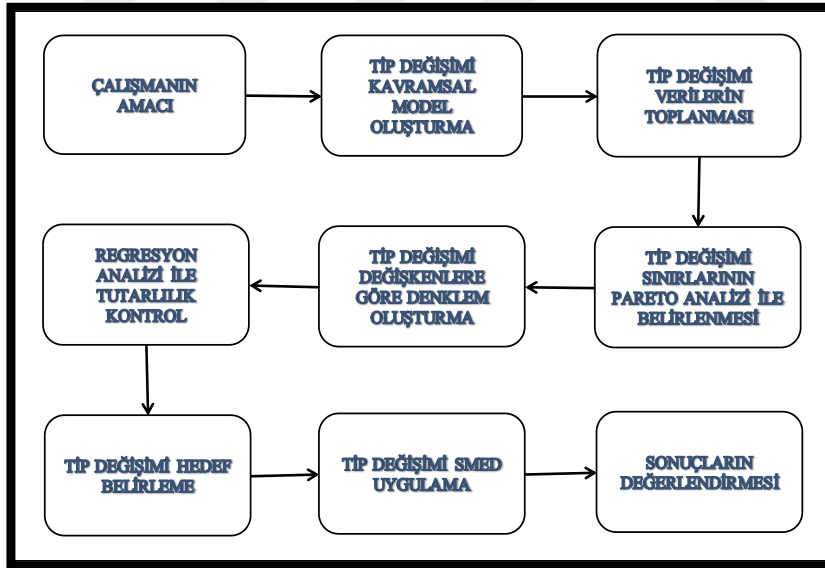 ÇALIŞMANIN
AMACI
TİP DEĞİŞİMİ
KAVRAMSAL
MODEL
OLUŞTURMA
TİP DEĞİŞİMİ
VERİLERİN
TOPLANMASI
TİP DEĞİŞİMİ
SINIRLARININ
PARETO ANALİZİ İLE
BELİRLENMESİ
TİP DEĞİŞİMİ
DEĞİŞKENLERE
GÖRE DENKLEM
OLUŞTURMA
REGRESYON
ANALİZİ İLE
TUTARLILIK
KONTROL
TİP DEĞİŞİMİ HEDEF
BELİRLEME
TİP DEĞİŞİMİ SMED
UYGULAMA
SONUÇLARIN
DEĞERLENDİRMESİ